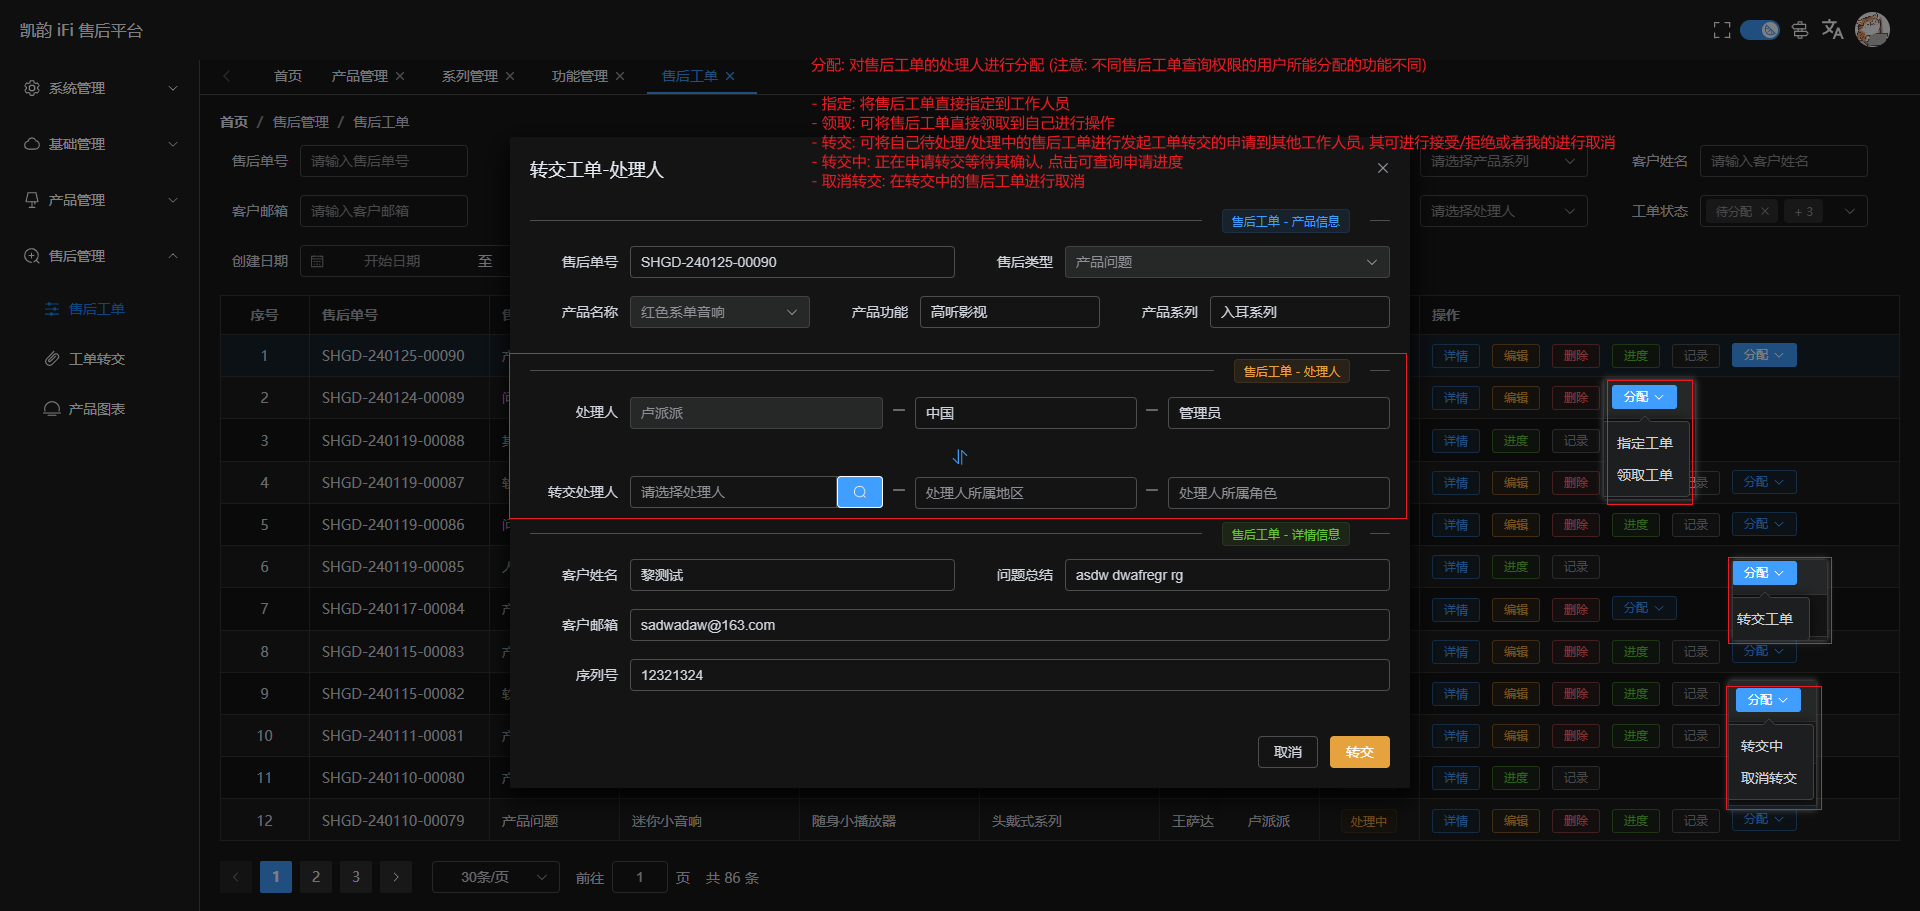 凯韵 iFi 售后平台
系统管理
基础管理
产品管理
售后管理
售后工单
工单转交
产品图表
首页 产品管理 系列管理 功能管理 售后工单
分配: 对售后工单的处理人进行分配 (注意: 不同售后工单查询权限的用户所能分配的功能不同)
- 指定: 将售后工单直接指定到工作人员
- 领取: 可将售后工单直接领取到自己进行操作
- 转交: 可将自己待处理/处理中的售后工单进行发起工单转交的申请到其他工作人员, 其可进行接受/拒绝或者我的进行取消
- 转交中: 正在申请转交等待其确认, 点击可查询申请进度
- 取消转交: 在转交中的售后工单进行取消
首页 / 售后管理 / 售后工单
售后单号 请输入售后单号 请选择产品系列 客户姓名 请输入客户姓名
客户邮箱 请输入客户邮箱 请选择处理人 工单状态 待分配 + 3
创建日期 开始日期 至
转交工单-处理人
售后工单 - 产品信息
售后单号 SHGD-240125-00090 售后类型 产品问题
产品名称 红色系单音响 产品功能 高听影视 产品系列 入耳系列
售后工单 - 处理人
处理人 卢派派 — 中国 — 管理员
转交处理人 请选择处理人 — 处理人所属地区 — 处理人所属角色
售后工单 - 详情信息
客户姓名 黎测试 问题总结 asdw dwafregr rg
客户邮箱 sadwadaw@163.com
序列号 12321324
取消 转交
序号 售后单号 操作
1 SHGD-240125-00090 详情 编辑 删除 进度 记录 分配
2 SHGD-240124-00089 详情 编辑 删除 分配
指定工单
领取工单
3 SHGD-240119-00088 详情 进度 记录
4 SHGD-240119-00087 详情 编辑 删除 分配
5 SHGD-240119-00086 详情 编辑 删除 进度 记录 分配
6 SHGD-240119-00085 详情 进度 记录
分配
转交工单
7 SHGD-240117-00084 详情 编辑 删除 分配
8 SHGD-240115-00083 详情 编辑 删除 进度 记录 分配
9 SHGD-240115-00082 详情 编辑 删除 进度 记录 分配
转交中
取消转交
10 SHGD-240111-00081 详情 编辑 删除 进度 记录
11 SHGD-240110-00080 详情 进度 记录
12 SHGD-240110-00079 产品问题 迷你小音响 随身小播放器 头戴式系列 王萨达 卢派派 处理中 详情 编辑 删除 进度 记录 分配
1 2 3 30条/页 前往 1 页 共 86 条